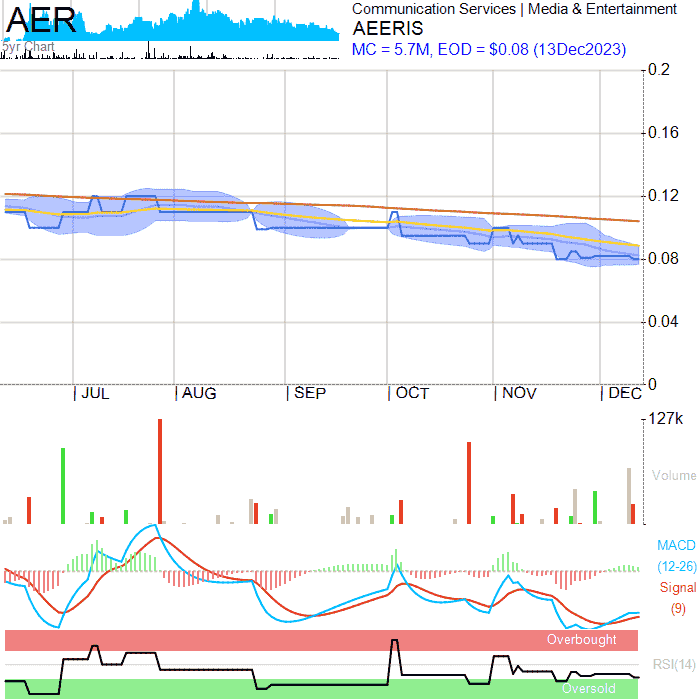 AER
5yr Chart
Communication Services | Media & Entertainment
AEERIS
MC = 5.7M, EOD = $0.08 (13Dec2023)
0.2
0.16
0.12
0.08
0.04
0
JUL AUG SEP OCT NOV DEC
127k
Volume
MACD
(12-26)
Signal
(9)
Overbought
RSI(14)
Oversold